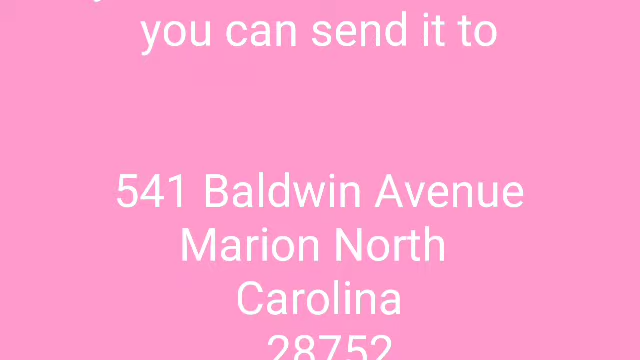 you can send it to
541 Baldwin Avenue
Marion North
Carolina
28752